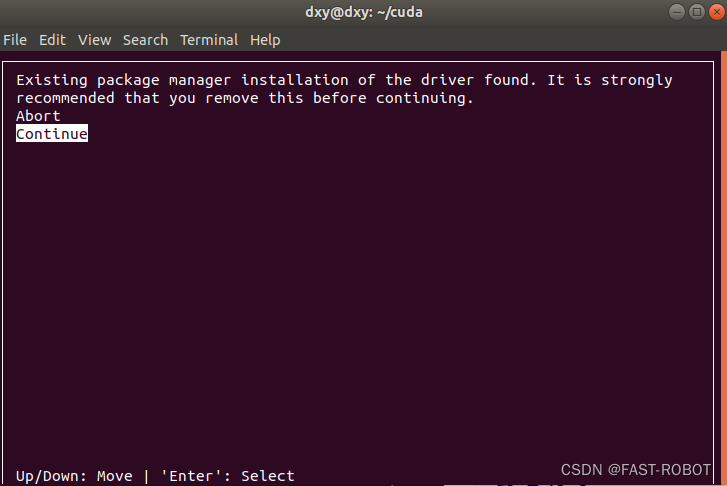 dxy@dxy: ~/cuda
File Edit View Search Terminal Help
Existing package manager installation of the driver found. It is strongly
recommended that you remove this before continuing.
Abort
Continue
Up/Down: Move | 'Enter': Select
CSDN @FAST-ROBOT